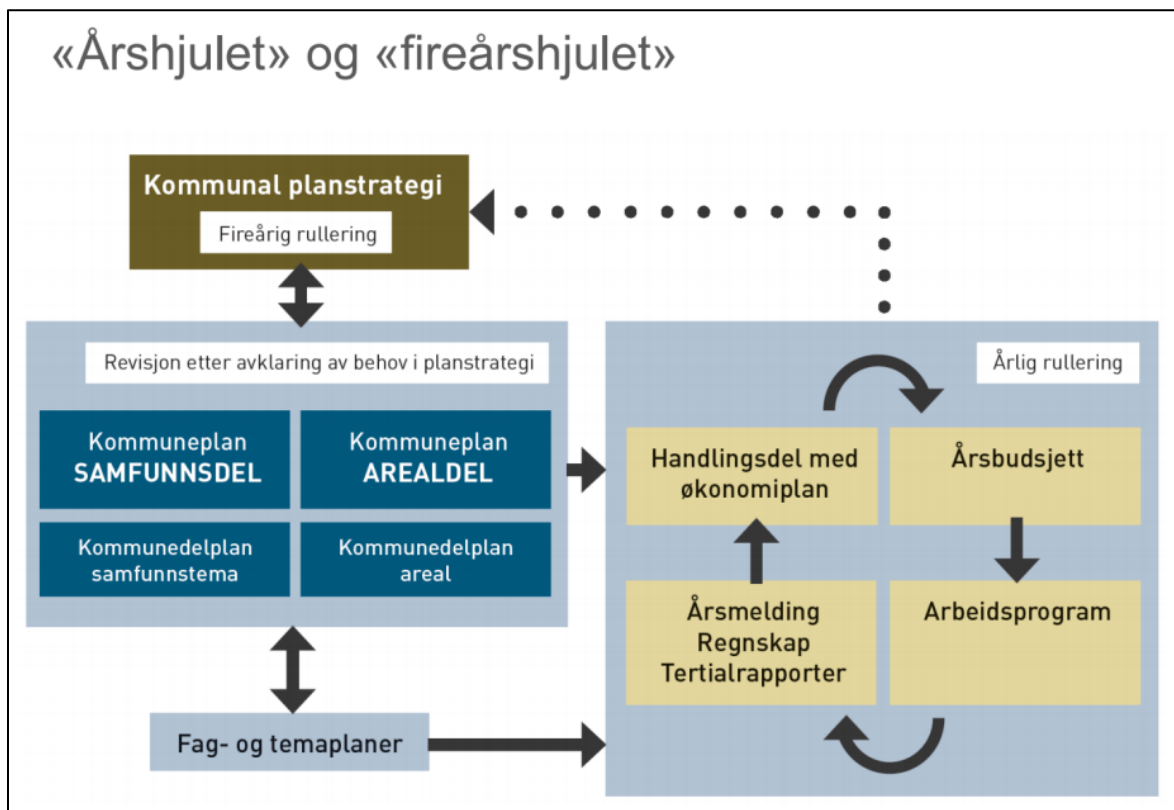 «Årshjulet» og «fireårshjulet»
Kommunal planstrategi
Fireårig rullering
Revisjon etter avklaring av behov i planstrategi
Kommuneplan
SAMFUNNSDEL
Kommuneplan
AREALDEL
Kommunedelplan
samfunnstema
Kommunedelplan
areal
Fag- og temaplaner
Årlig rullering
Handlingsdel med
økonomiplan
Årsbudsjett
Årsmelding
Regnskap
Tertialrapporter
Arbeidsprogram